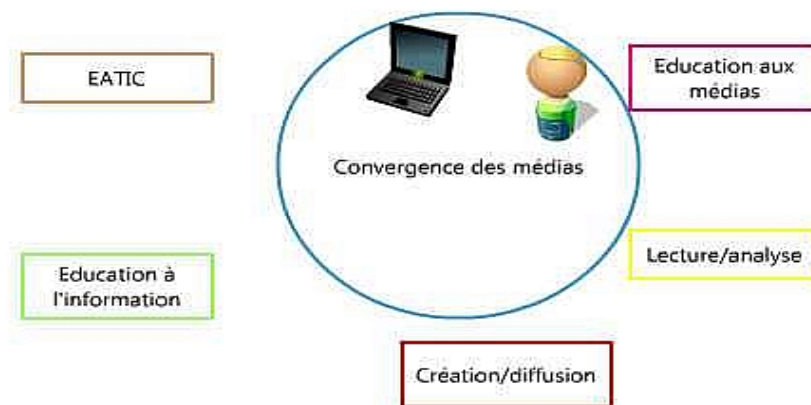 EATIC
Education aux
médias
Convergence des médias
Education à
l'information
Lecture/analyse
Création/diffusion